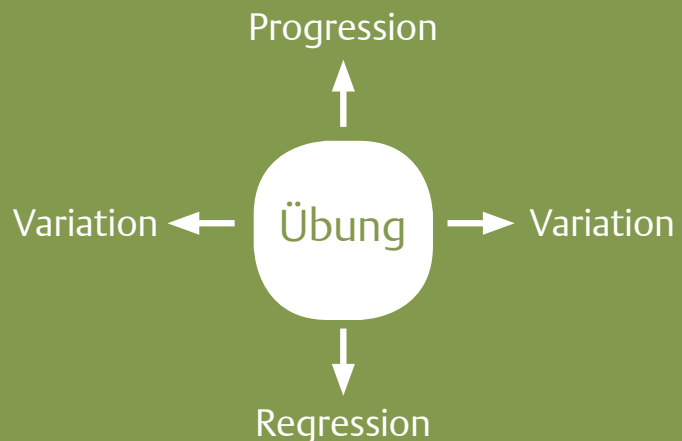 Progression
Variation
Übung
Variation
Regression